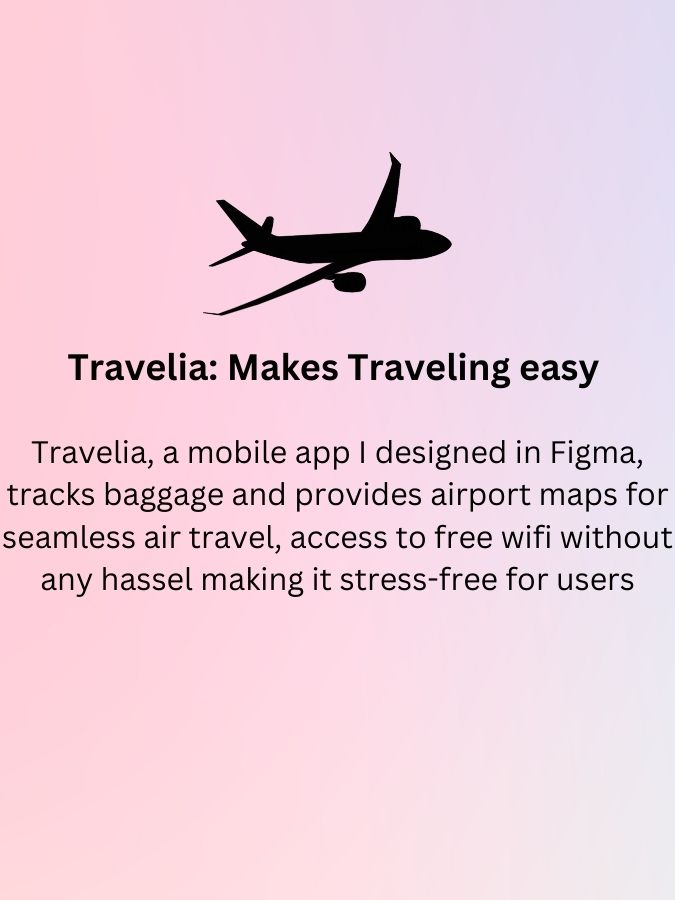 Travelia: Makes Traveling easy
Travelia, a mobile app I designed in Figma,
tracks baggage and provides airport maps for
seamless air travel, access to free wifi without
any hassel making it stress-free for users